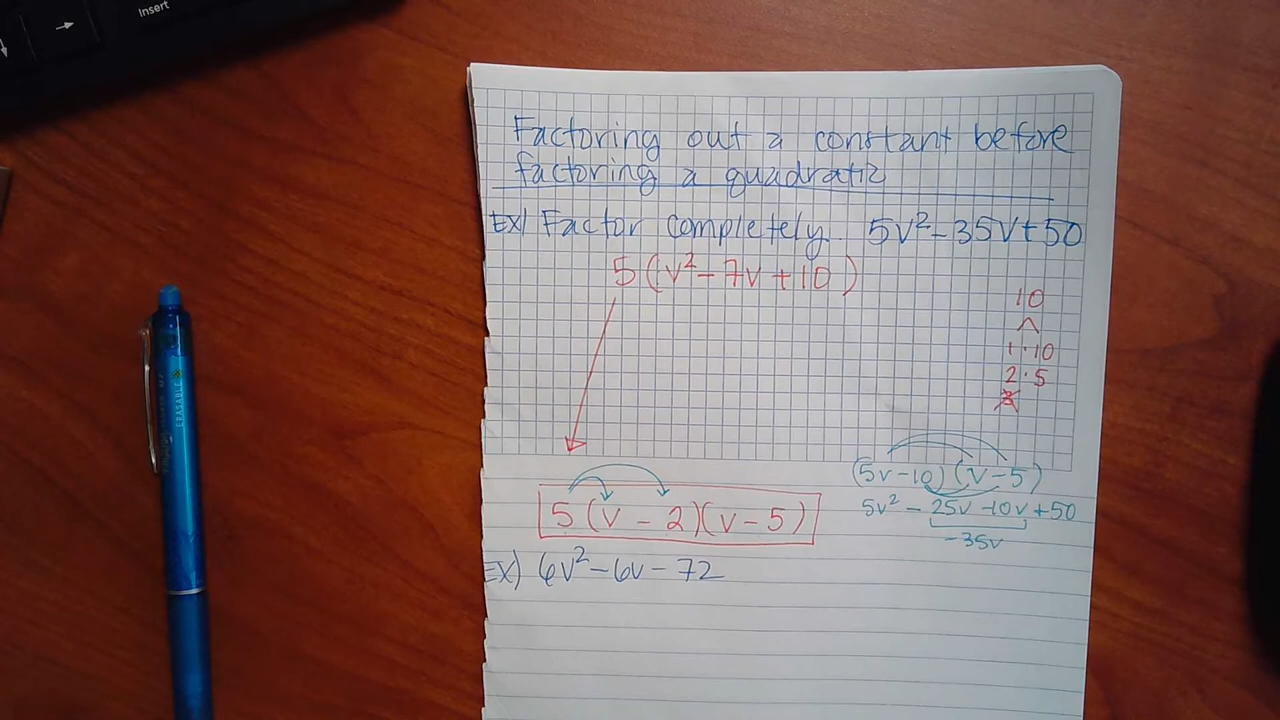 Insert
Factoring out a constant before
factoring a quadratic
Ex) Factor completely. 5v²-35v+50
5(v²-7v+10)
10
1·10
2·5
(5v-10)(v-5)
5v²-25v-10v+50
-35v
5(v-2)(v-5)
Ex) 6v²-6v-72
ERASABLE